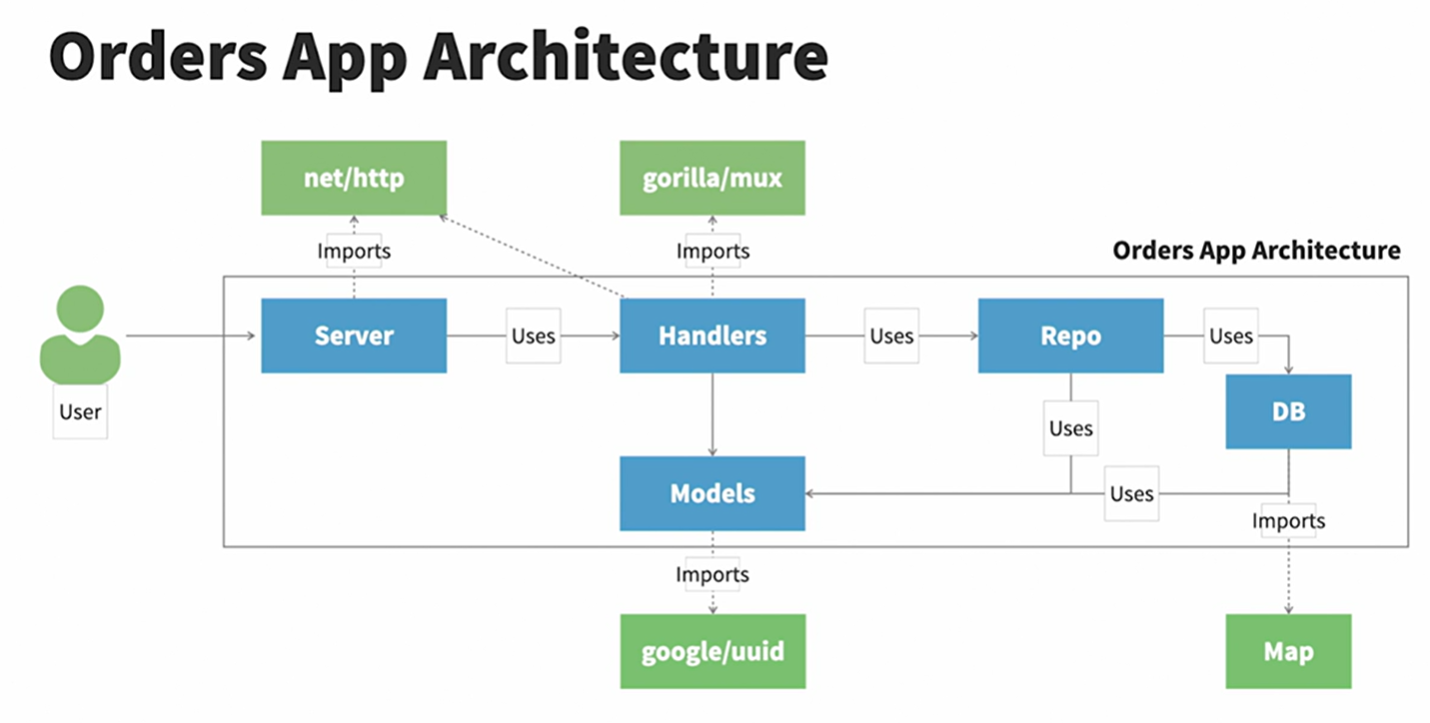 Orders App Architecture
net/http
gorilla/mux
Imports
Imports
Orders App Architecture
Server
Uses
Handlers
Uses
Repo
Uses
User
DB
Uses
Models
Uses
Imports
Imports
google/uuid
Map